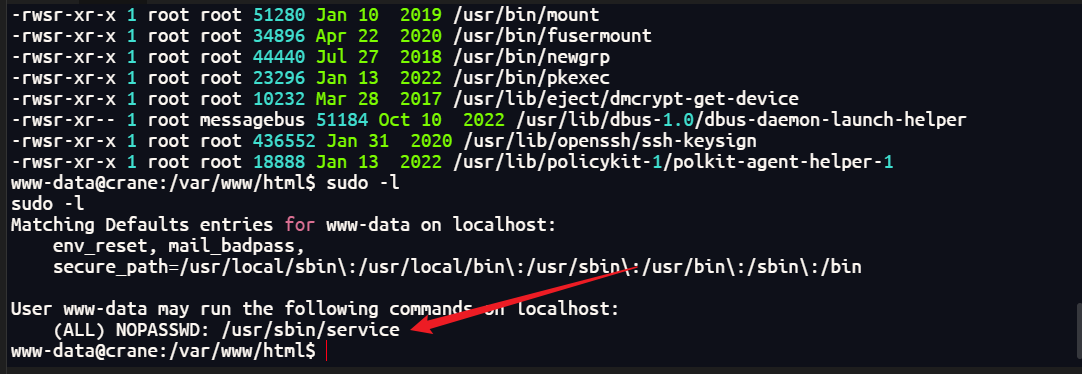 -rwsr-xr-x 1 root root 51280 Jan 10  2019 /usr/bin/mount
-rwsr-xr-x 1 root root 34896 Apr 22  2020 /usr/bin/fusermount
-rwsr-xr-x 1 root root 44440 Jul 27  2018 /usr/bin/newgrp
-rwsr-xr-x 1 root root 23296 Jan 13  2022 /usr/bin/pkexec
-rwsr-xr-x 1 root root 10232 Mar 28  2017 /usr/lib/eject/dmcrypt-get-device
-rwsr-xr-- 1 root messagebus 51184 Oct 10  2022 /usr/lib/dbus-1.0/dbus-daemon-launch-helper
-rwsr-xr-x 1 root root 436552 Jan 31  2020 /usr/lib/openssh/ssh-keysign
-rwsr-xr-x 1 root root 18888 Jan 13  2022 /usr/lib/policykit-1/polkit-agent-helper-1
www-data@crane:/var/www/html$ sudo -l
sudo -l
Matching Defaults entries for www-data on localhost:
    env_reset, mail_badpass,
    secure_path=/usr/local/sbin\:/usr/local/bin\:/usr/sbin\:/usr/bin\:/sbin\:/bin

User www-data may run the following commands on localhost:
    (ALL) NOPASSWD: /usr/sbin/service
www-data@crane:/var/www/html$